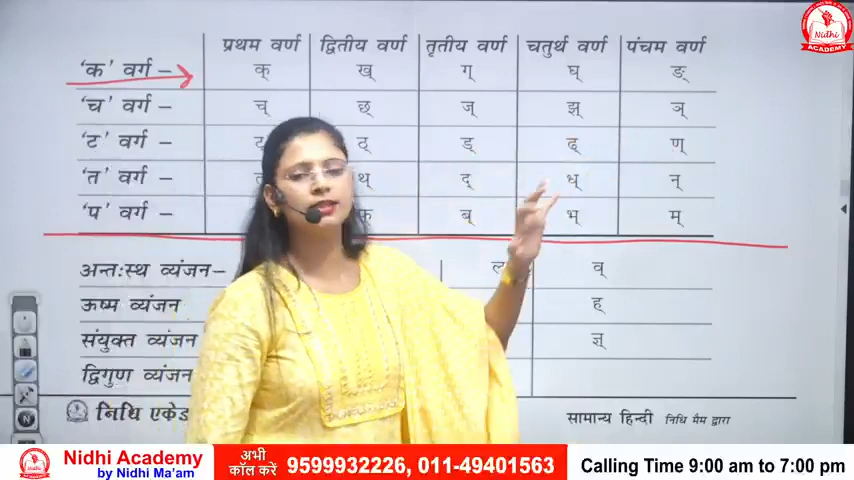 Nidhi
ACADEMY
प्रथम वर्ण द्वितीय वर्ण तृतीय वर्ण चतुर्थ वर्ण पंचम वर्ण
‘क’ वर्ग – क् ख् ग् घ् ङ्
‘च’ वर्ग – च् छ् ज् झ् ञ्
‘ट’ वर्ग – ठ् ड् ढ् ण्
‘त’ वर्ग – थ् द् ध् न्
‘प’ वर्ग – फ् ब् भ् म्
अन्तःस्थ व्यंजन– व्
ऊष्म व्यंजन ह्
संयुक्त व्यंजन ज्ञ्
द्विगुण व्यंजन
निधि
सामान्य हिन्दी निधि मैम द्वारा
Nidhi Academy
by Nidhi Ma'am
अभी
कॉल करें
9599932226, 011-49401563
Calling Time 9:00 am to 7:00 pm